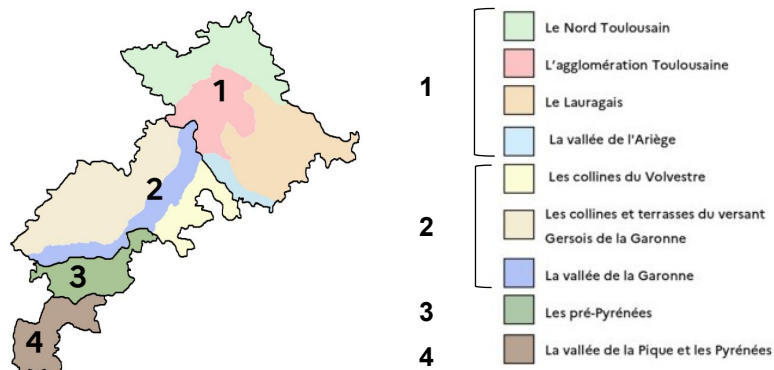 1
2
3
4
1
Le Nord Toulousain
L'agglomération Toulousaine
Le Lauragais
La vallée de l'Ariège
2
Les collines du Volvestre
Les collines et terrasses du versant
Gersois de la Garonne
La vallée de la Garonne
3
Les pré-Pyrénées
4
La vallée de la Pique et les Pyrénées